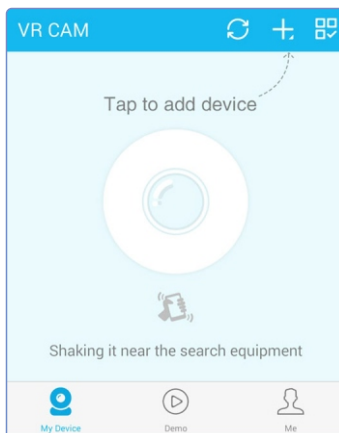 VR CAM
Tap to add device
Shaking it near the search equipment
My Device Demo Me